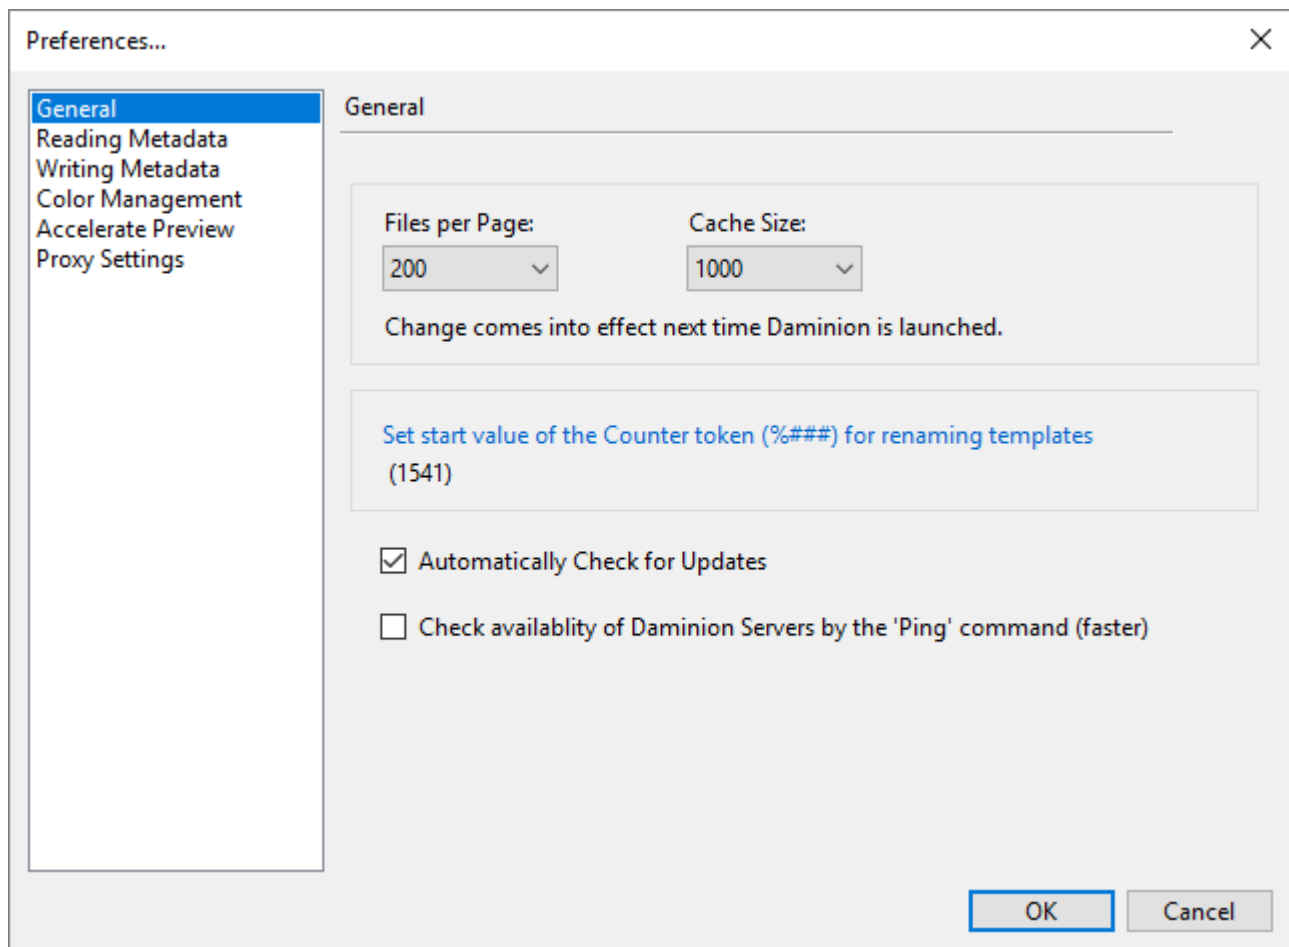 Preferences...
General
Reading Metadata
Writing Metadata
Color Management
Accelerate Preview
Proxy Settings
General
Files per Page: Cache Size:
200 1000
Change comes into effect next time Daminion is launched.
Set start value of the Counter token (%###) for renaming templates
(1541)
Automatically Check for Updates
Check availablity of Daminion Servers by the 'Ping' command (faster)
OK Cancel